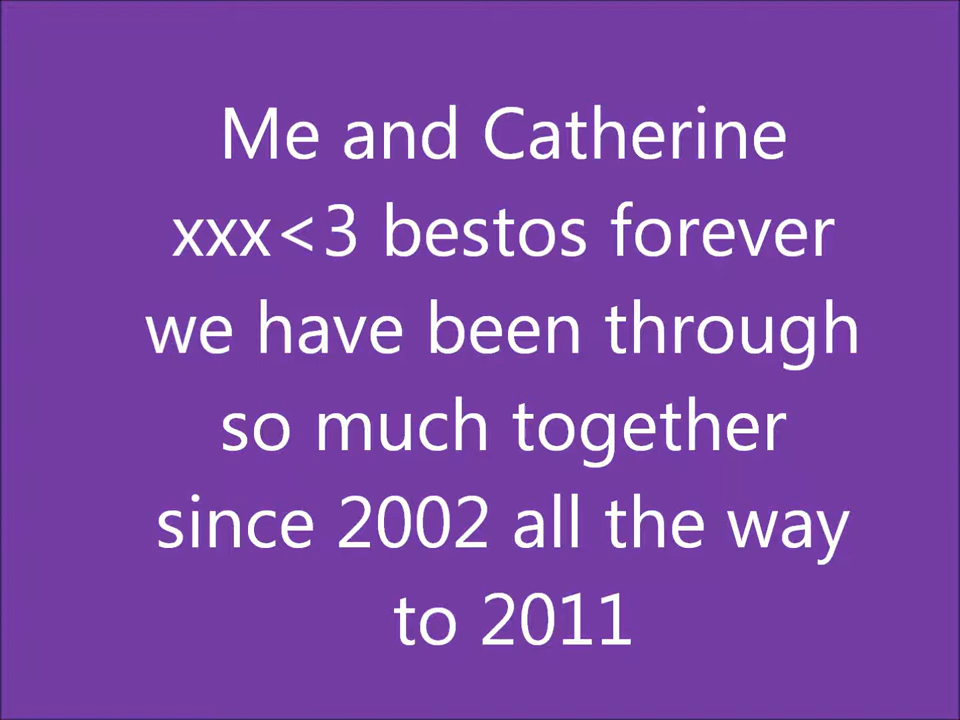 Me and Catherine
xxx<3 bestos forever
we have been through
so much together
since 2002 all the way
to 2011